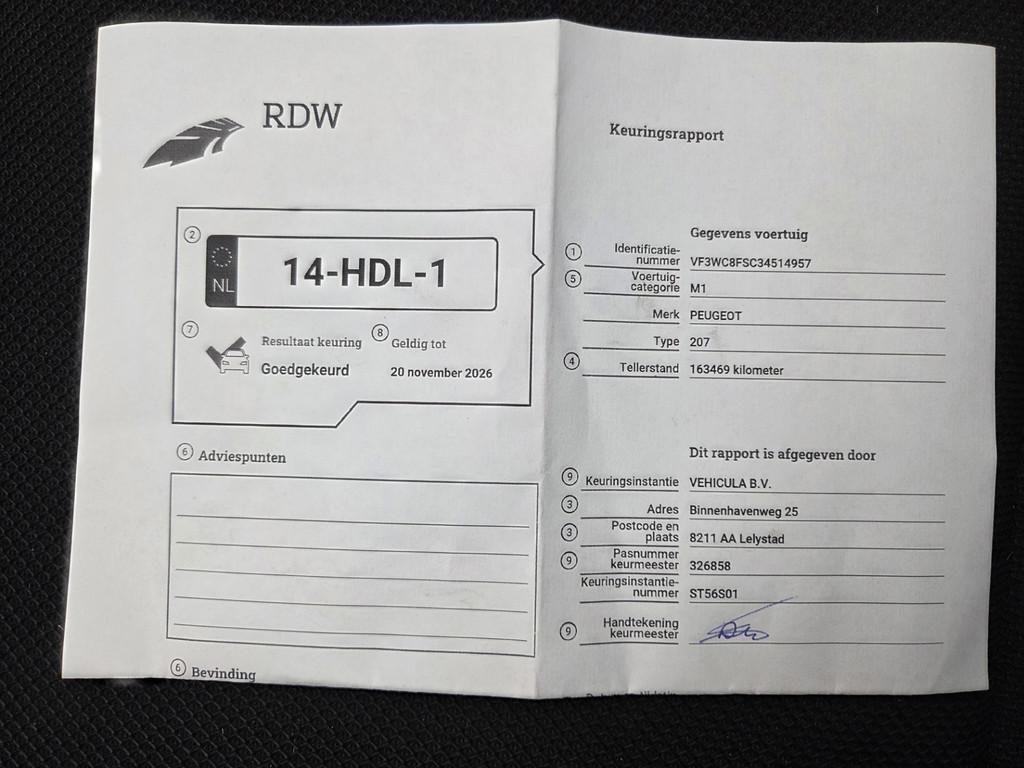 RDW
Keuringsrapport
2
NL
14-HDL-1
7
Resultaat keuring
Goedgekeurd
8
Geldig tot
20 november 2026
6 Adviespunten
6 Bevinding
Gegevens voertuig
1 Identificatie-
nummer VF3WC8FSC34514957
5 Voertuig-
categorie M1
Merk PEUGEOT
Type 207
4 Tellerstand 163469 kilometer
Dit rapport is afgegeven door
9 Keuringsinstantie VEHICULA B.V.
3 Adres Binnenhavenweg 25
3 Postcode en
plaats 8211 AA Lelystad
9 Pasnummer
keurmeester 326858
Keuringsinstantie-
nummer ST56S01
9 Handtekening
keurmeester